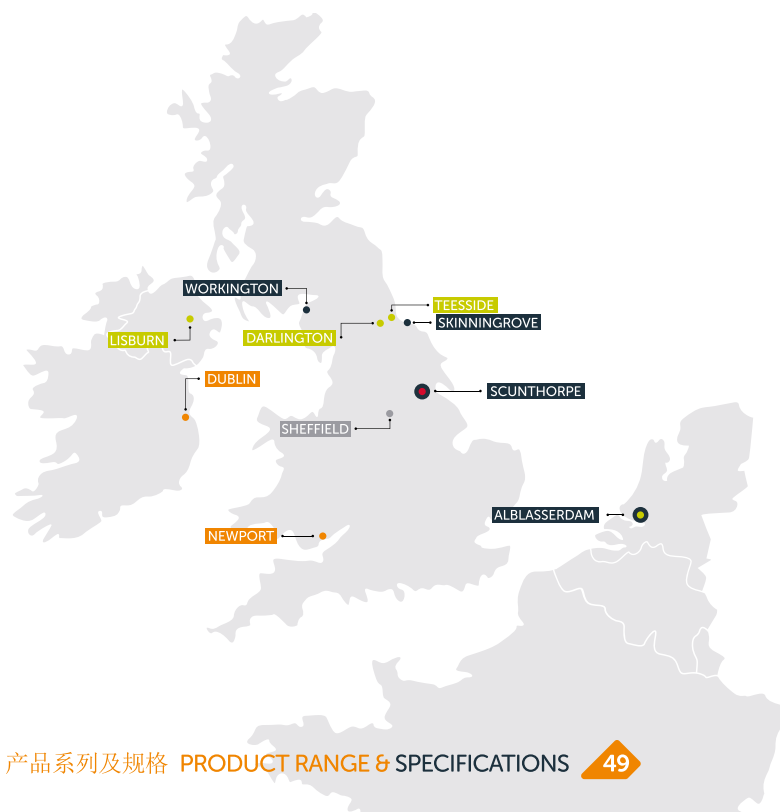 WORKINGTON
TEESSIDE
SKINNINGROVE
DARLINGTON
LISBURN
DUBLIN
SCUNTHORPE
SHEFFIELD
ALBLASSERDAM
NEWPORT
产品系列及规格 PRODUCT RANGE & SPECIFICATIONS 49